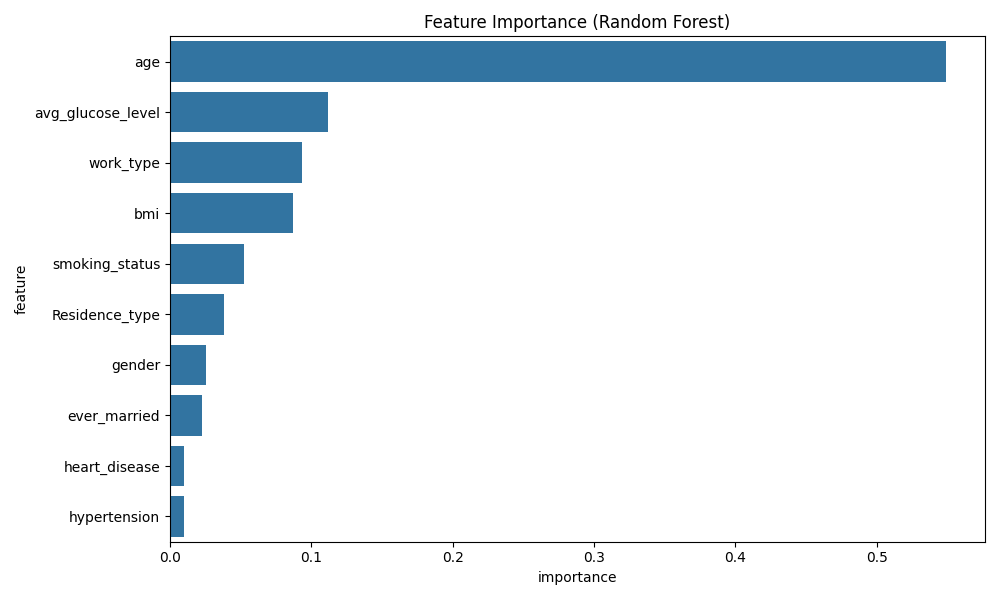 Feature Importance (Random Forest)
feature
age
avg_glucose_level
work_type
bmi
smoking_status
Residence_type
gender
ever_married
heart_disease
hypertension
0.0 0.1 0.2 0.3 0.4 0.5
importance